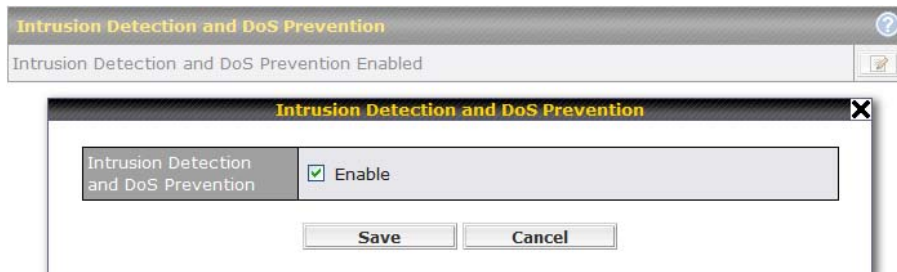 Intrusion Detection and DoS Prevention
?
Intrusion Detection and DoS Prevention Enabled
Intrusion Detection and DoS Prevention
Intrusion Detection
and DoS Prevention
Enable
Save
Cancel